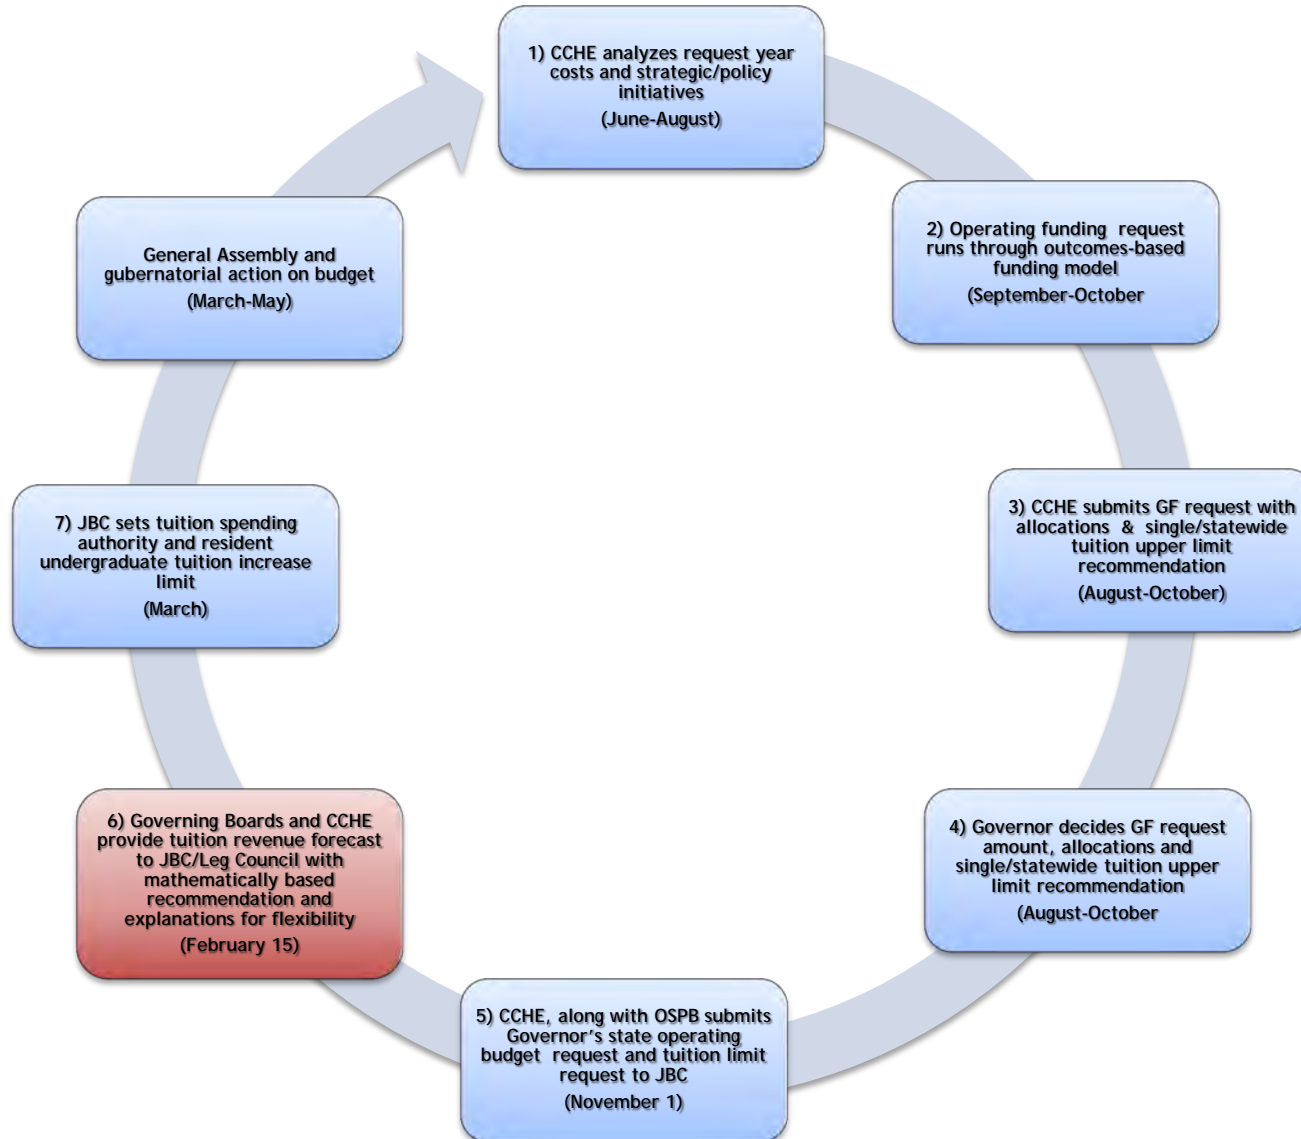 1) CCHE analyzes request year
costs and strategic/policy
initiatives
(June-August)
2) Operating funding request
runs through outcomes-based
funding model
(September-October
3) CCHE submits GF request with
allocations & single/statewide
tuition upper limit
recommendation
(August-October)
4) Governor decides GF request
amount, allocations and
single/statewide tuition upper
limit recommendation
(August-October
5) CCHE, along with OSPB submits
Governor's state operating
budget request and tuition limit
request to JBC
(November 1)
6) Governing Boards and CCHE
provide tuition revenue forecast
to JBC/Leg Council with
mathematically based
recommendation and
explanations for flexibility
(February 15)
7) JBC sets tuition spending
authority and resident
undergraduate tuition increase
limit
(March)
General Assembly and
gubernatorial action on budget
(March-May)